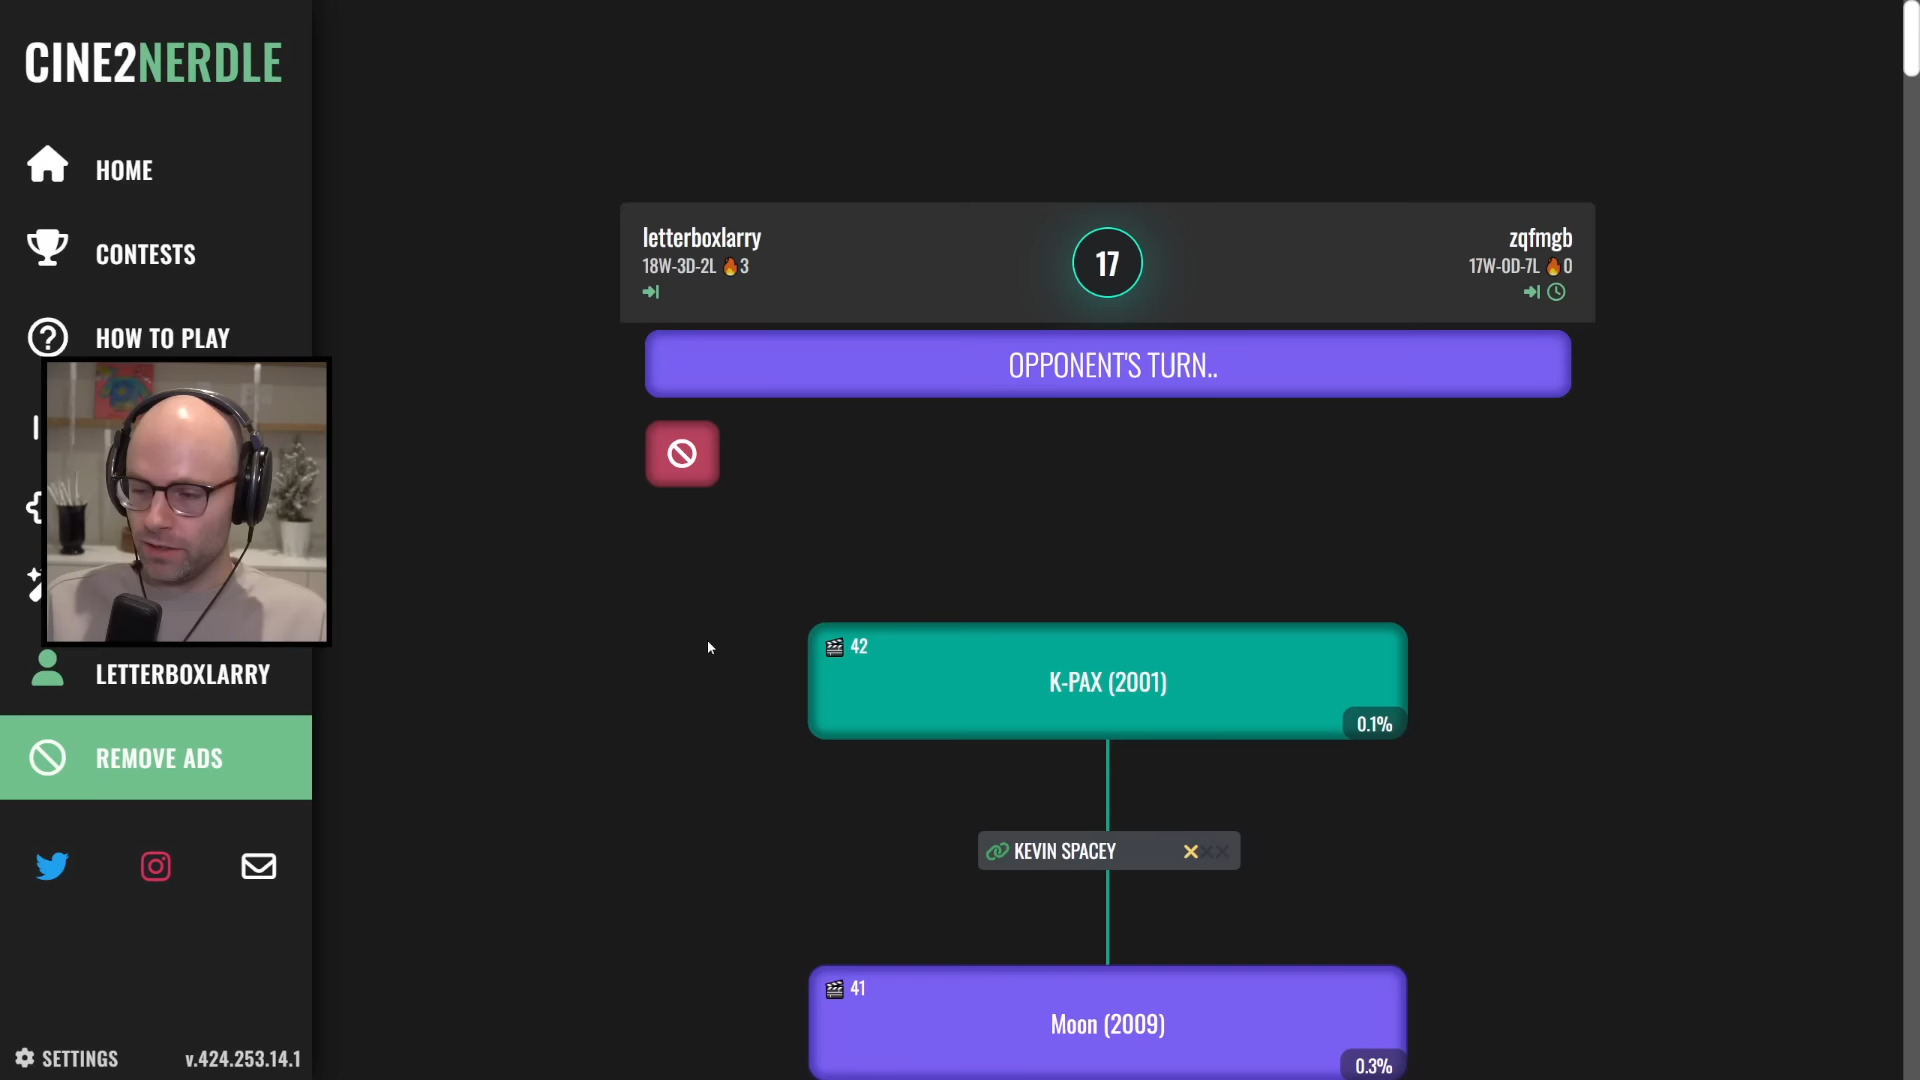 CINE2NERDLE
HOME
CONTESTS
HOW TO PLAY
LETTERBOXLARRY
REMOVE ADS
SETTINGS
v.424.253.14.1
letterboxlarry
18W-3D-2L 🔥3
17
zqfmgb
17W-0D-7L 🔥0
OPPONENT'S TURN..
42
K-PAX (2001)
0.1%
KEVIN SPACEY
41
Moon (2009)
0.3%